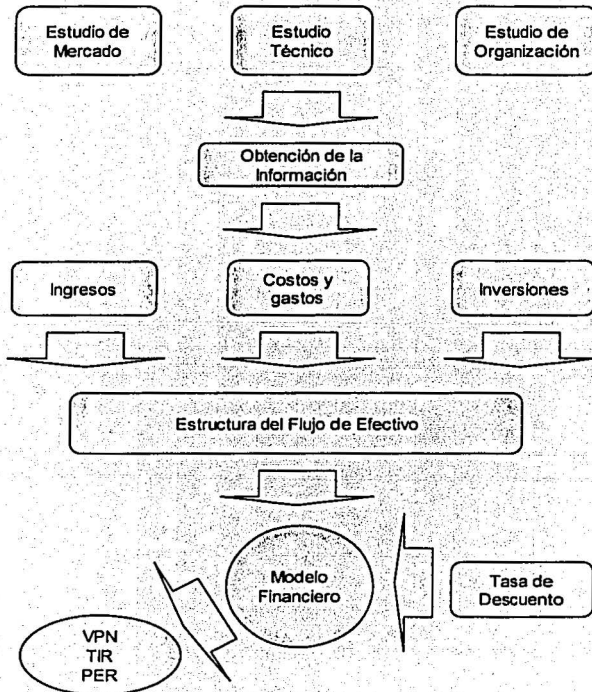 Estudio de
Mercado
Estudio
Técnico
Estudio de
Organización
Obtención de la
Información
Ingresos
Costos y
gastos
Inversiones
Estructura del Flujo de Efectivo
Modelo
Financiero
Tasa de
Descuento
VPN
TIR
PER